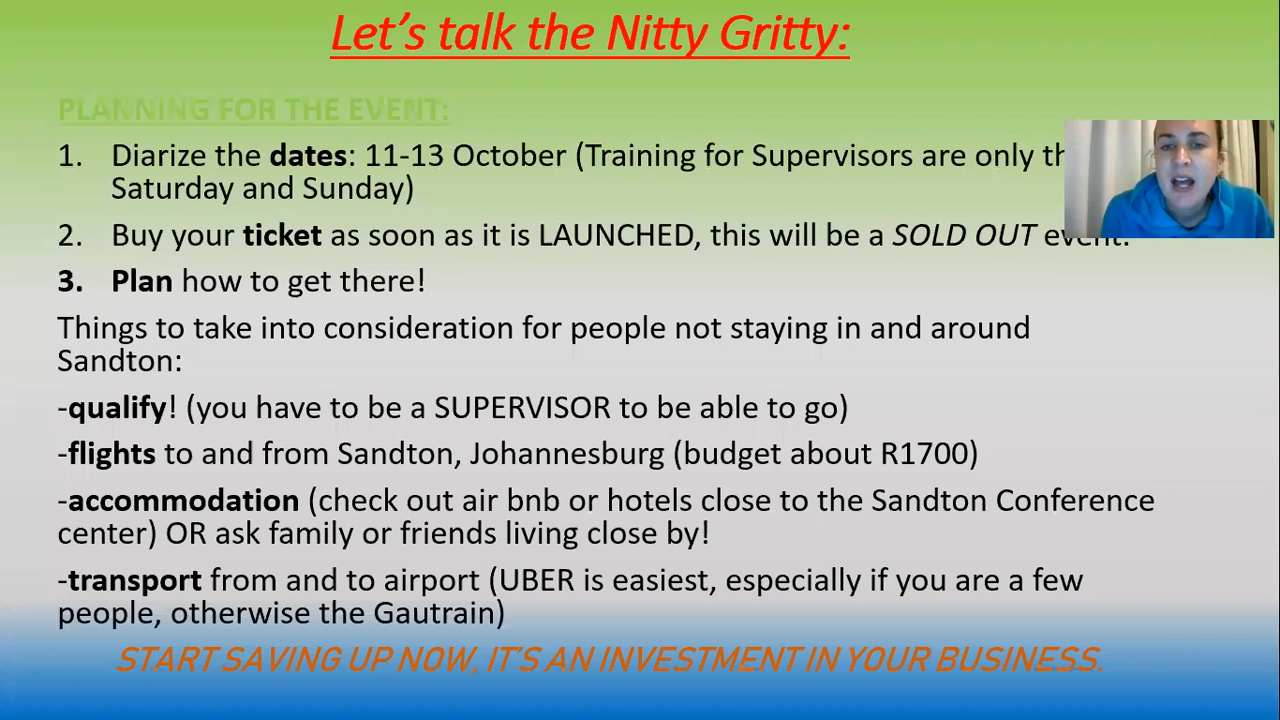 Let's talk the Nitty Gritty:
PLANNING FOR THE EVENT:
1. Diarize the dates: 11-13 October (Training for Supervisors are only
Saturday and Sunday)
2. Buy your ticket as soon as it is LAUNCHED, this will be a SOLD OUT
3. Plan how to get there!
Things to take into consideration for people not staying in and around
Sandton:
-qualify! (you have to be a SUPERVISOR to be able to go)
-flights to and from Sandton, Johannesburg (budget about R1700)
-accommodation (check out air bnb or hotels close to the Sandton Conference
center) OR ask family or friends living close by!
-transport from and to airport (UBER is easiest, especially if you are a few
people, otherwise the Gautrain)
START SAVING UP NOW, IT'S AN INVESTMENT IN YOUR BUSINESS.